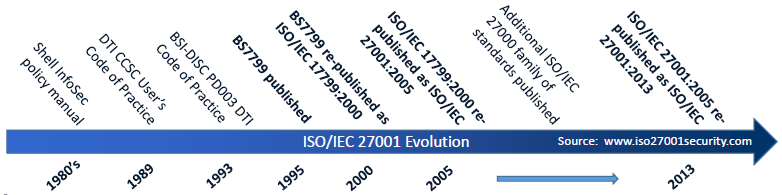 Shell InfoSec
policy manual
DTI CCSC User's
Code of Practice
BSI-DISC PD003 DTI
Code of Practice
BS7799 published
BS7799 re-published as
ISO/IEC 17799:2000
ISO/IEC 17799:2000 re-
published as ISO/IEC
27001:2005
Additional ISO/IEC
27000 family of
standards published
ISO/IEC 27001:2005 re-
published as ISO/IEC
27001:2013
ISO/IEC 27001 Evolution
Source: www.iso27001security.com
1980's
1989
1993
1995
2000
2005
2013